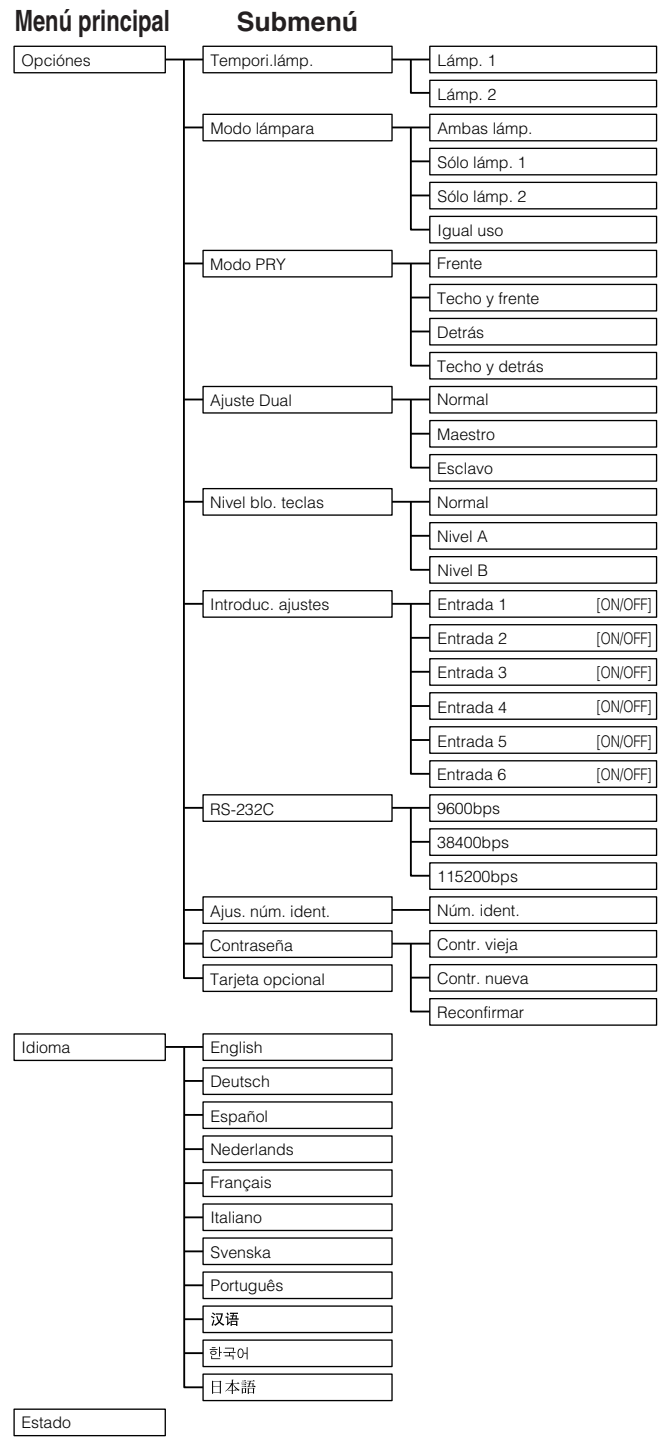 Menú principal Submenú
Opciónes Tempori.lámp. Lámp. 1
Lámp. 2
Modo lámpara Ambas lámp.
Sólo lámp. 1
Sólo lámp. 2
Igual uso
Modo PRY Frente
Techo y frente
Detrás
Techo y detrás
Ajuste Dual Normal
Maestro
Esclavo
Nivel blo. teclas Normal
Nivel A
Nivel B
Introduc. ajustes Entrada 1 [ON/OFF]
Entrada 2 [ON/OFF]
Entrada 3 [ON/OFF]
Entrada 4 [ON/OFF]
Entrada 5 [ON/OFF]
Entrada 6 [ON/OFF]
RS-232C 9600bps
38400bps
115200bps
Ajus. núm. ident. Núm. ident.
Contraseña Contr. vieja
Tarjeta opcional Contr. nueva
Reconfirmar
Idioma English
Deutsch
Español
Nederlands
Français
Italiano
Svenska
Português
汉语
한국어
日本語
Estado